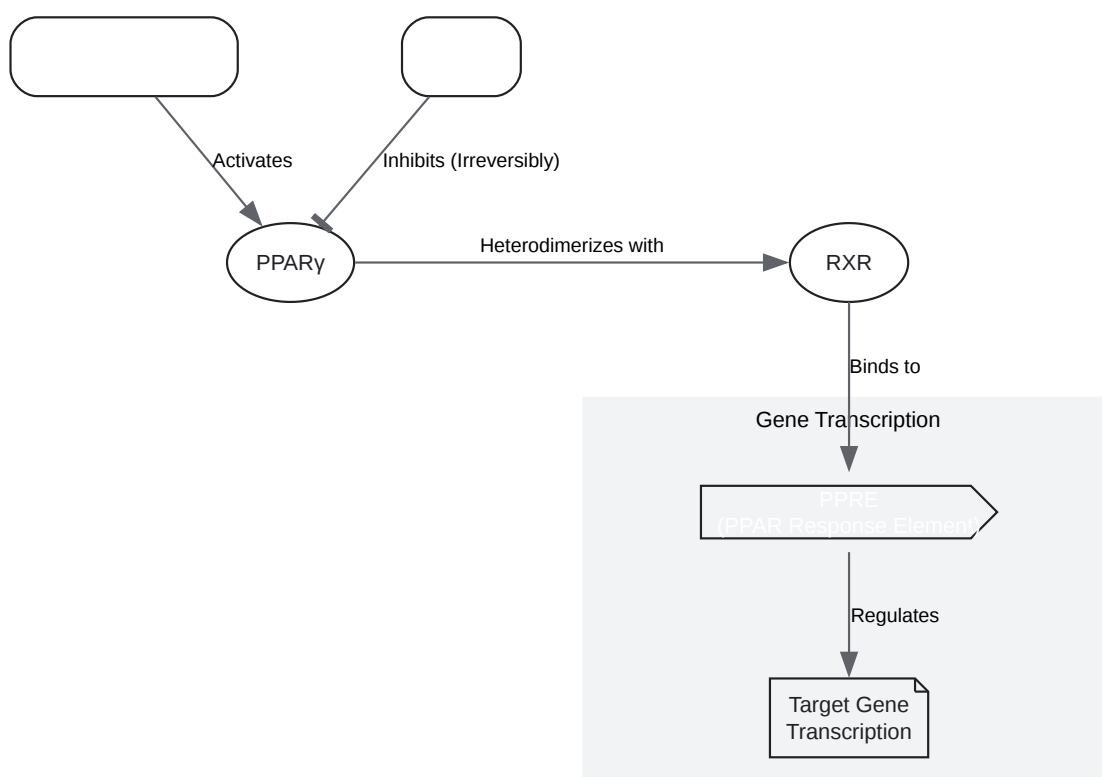 Activates
Inhibits (Irreversibly)
PPARγ
Heterodimerizes with
RXR
Binds to
Gene Transcription
PPRE
(PPAR Response Element)
Regulates
Target Gene
Transcription